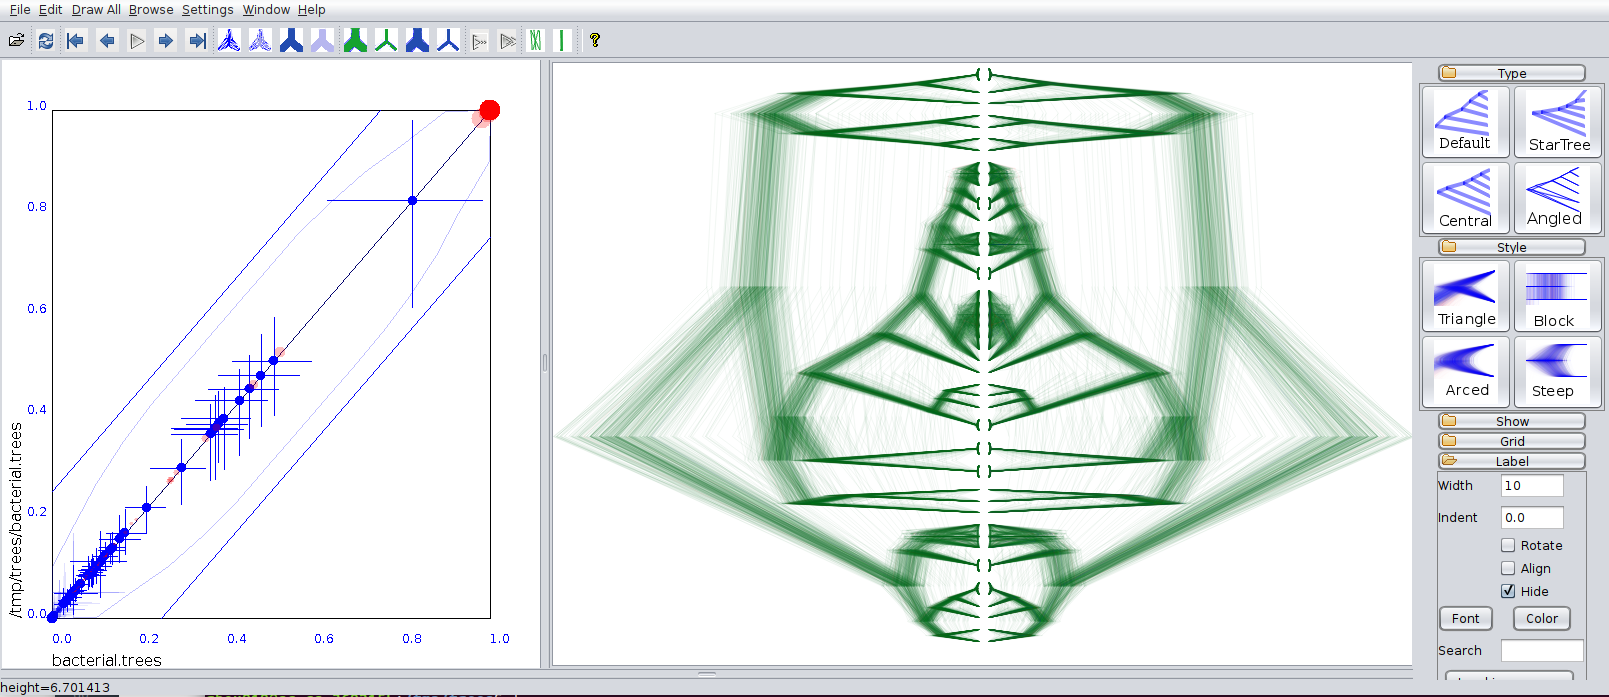 File Edit Draw All Browse Settings Window Help
?
1.0
0.8
0.6
0.4
0.2
0.0
/tmp/trees/bacterial.trees
0.0 0.2 0.4 0.6 0.8 1.0
bacterial.trees
Type
Default StarTree
Central Angled
Style
Triangle Block
Arced Steep
Show
Grid
Label
Width 10
Indent 0.0
Rotate
Align
Hide
Font Color
Search
height=6.701413